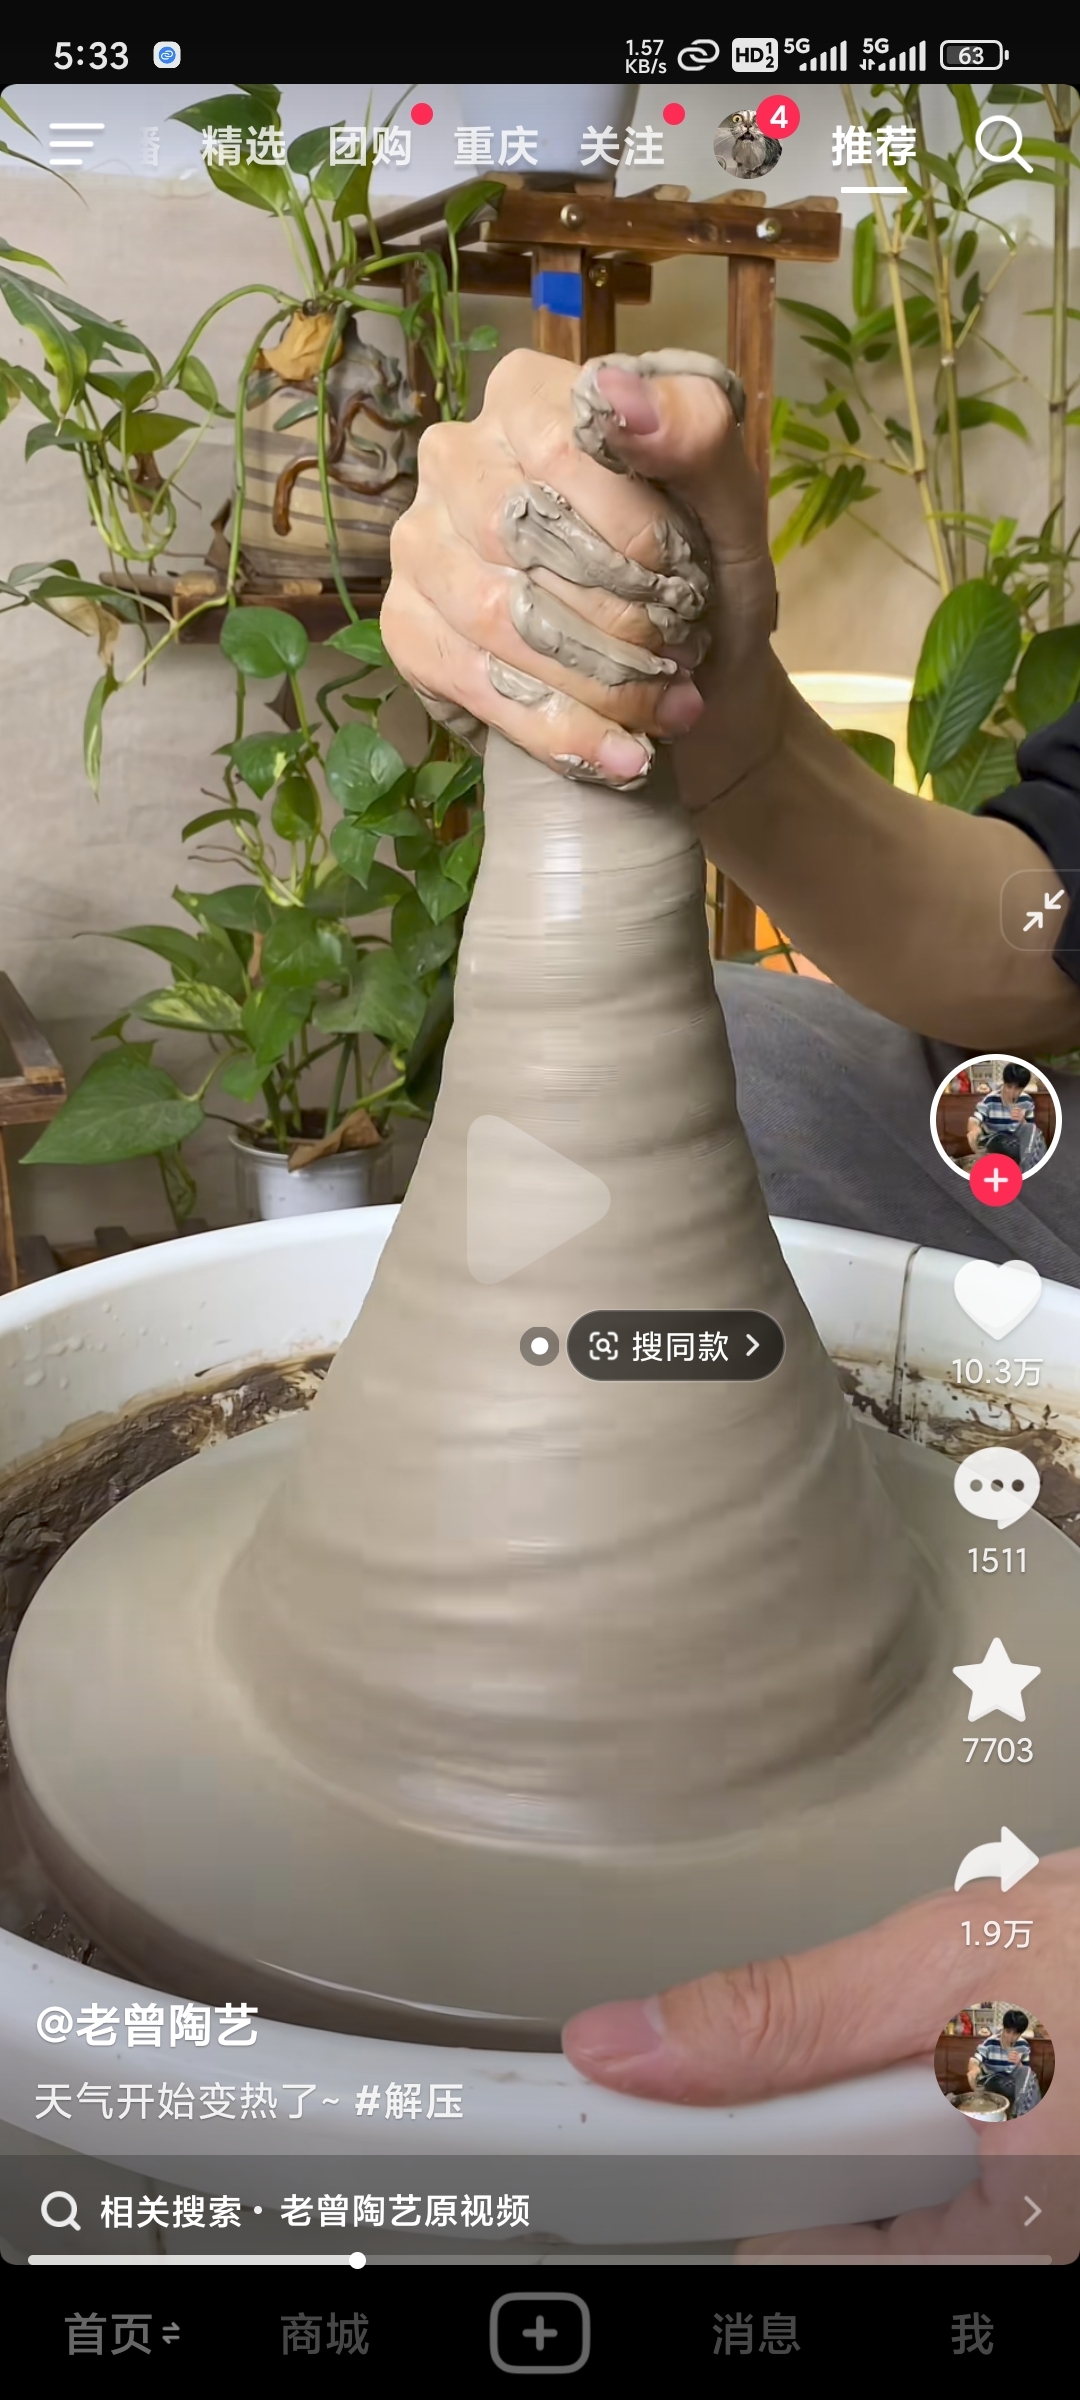 5:33
1.57
KB/s
HD 1 2
5G
5G
63
精选
团购
重庆
关注
4
推荐
搜同款
10.3万
1511
7703
1.9万
@老曾陶艺
天气开始变热了~ #解压
相关搜索·老曾陶艺原视频
首页
商城
消息
我